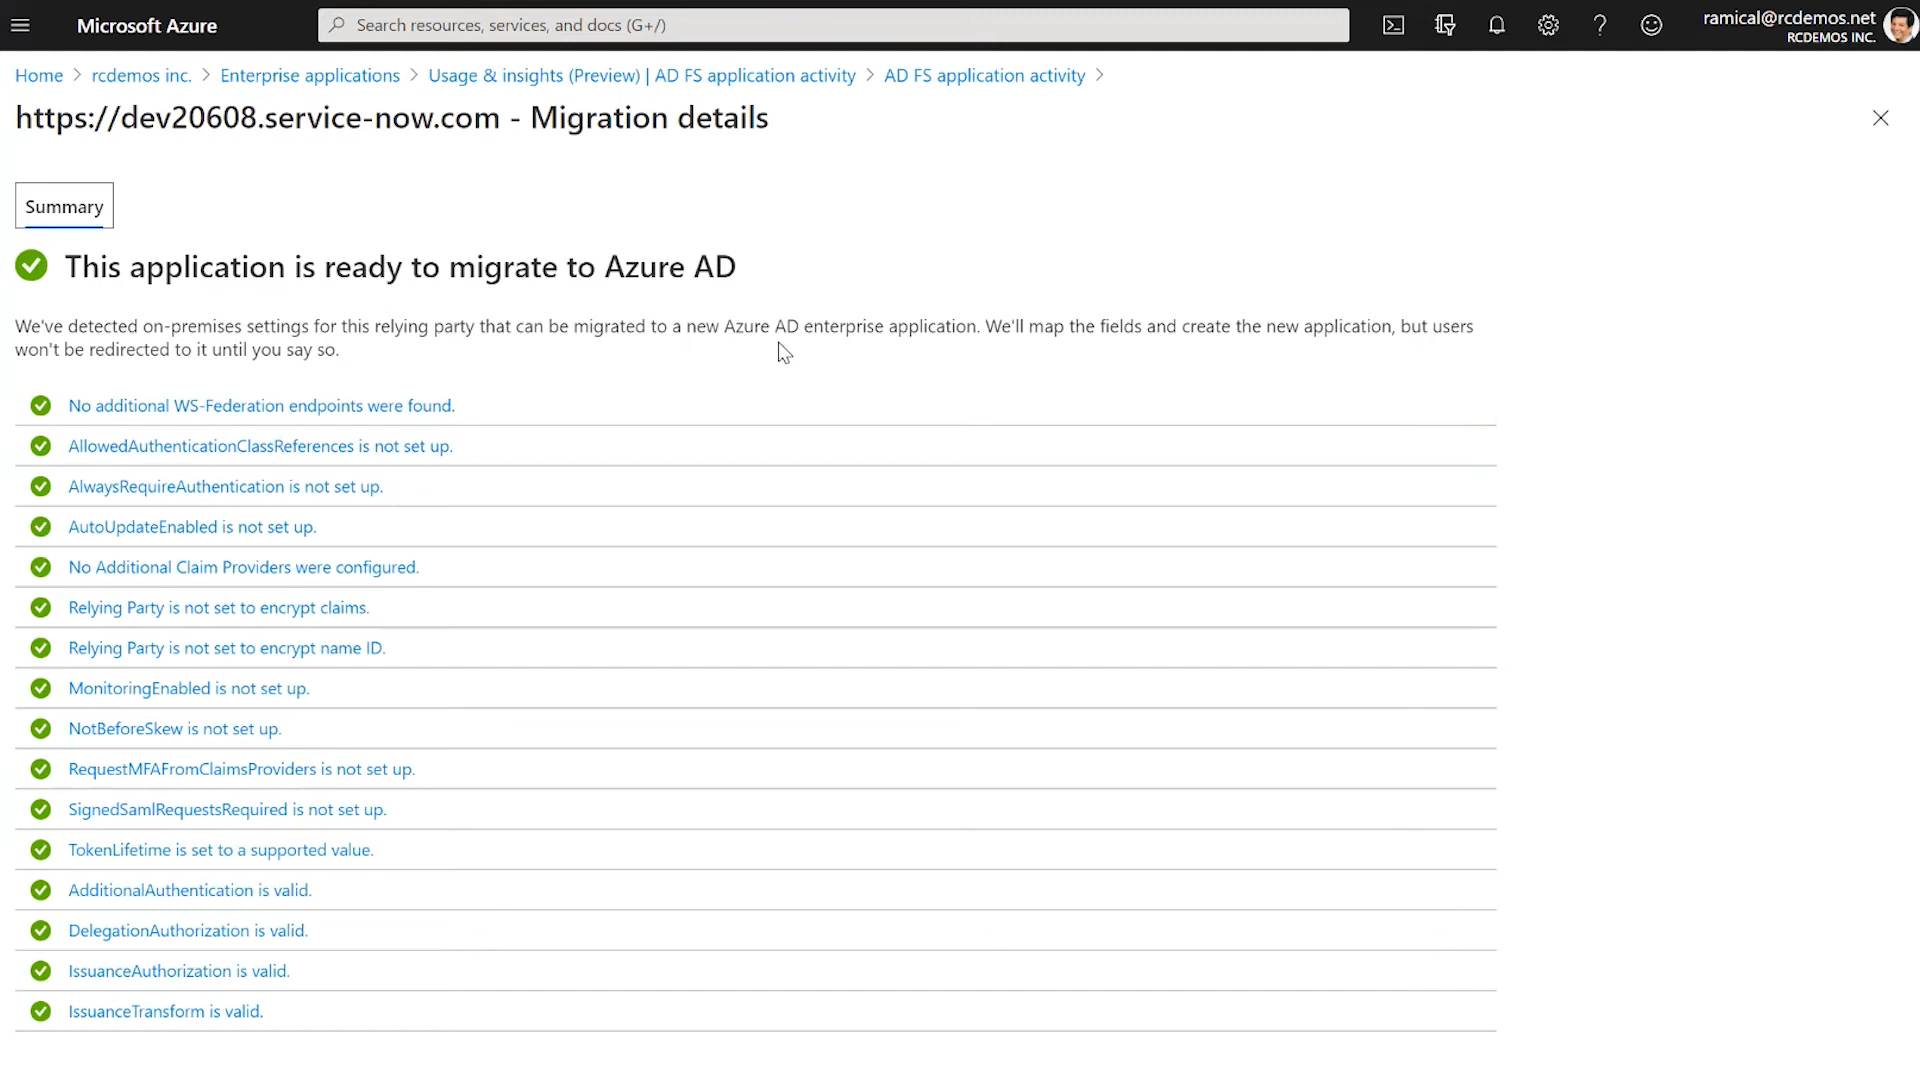 Microsoft Azure
Search resources, services, and docs (G+/)
ramical@rcdemos.net
RCDEMOS INC.
Home > rcdemos inc. > Enterprise applications > Usage & insights (Preview) | AD FS application activity > AD FS application activity >
https://dev20608.service-now.com - Migration details
Summary
This application is ready to migrate to Azure AD
We've detected on-premises settings for this relying party that can be migrated to a new Azure AD enterprise application. We'll map the fields and create the new application, but users
won't be redirected to it until you say so.
No additional WS-Federation endpoints were found.
AllowedAuthenticationClassReferences is not set up.
AlwaysRequireAuthentication is not set up.
AutoUpdateEnabled is not set up.
No Additional Claim Providers were configured.
Relying Party is not set to encrypt claims.
Relying Party is not set to encrypt name ID.
MonitoringEnabled is not set up.
NotBeforeSkew is not set up.
RequestMFAFromClaimsProviders is not set up.
SignedSamlRequestsRequired is not set up.
TokenLifetime is set to a supported value.
AdditionalAuthentication is valid.
DelegationAuthorization is valid.
IssuanceAuthorization is valid.
IssuanceTransform is valid.